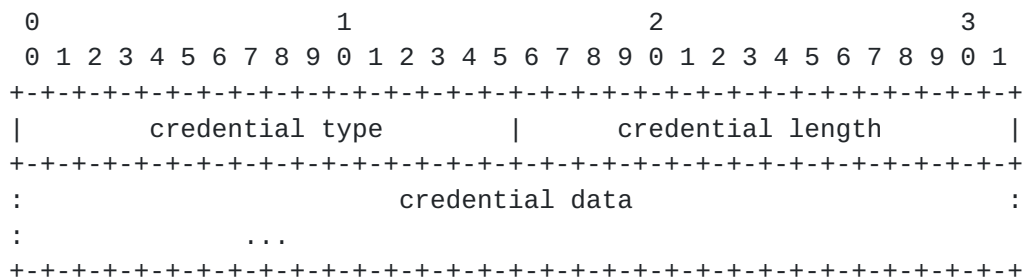 0                   1                   2                   3
 0 1 2 3 4 5 6 7 8 9 0 1 2 3 4 5 6 7 8 9 0 1 2 3 4 5 6 7 8 9 0 1
+-+-+-+-+-+-+-+-+-+-+-+-+-+-+-+-+-+-+-+-+-+-+-+-+-+-+-+-+-+-+-+-+
|        credential type        |      credential length        |
+-+-+-+-+-+-+-+-+-+-+-+-+-+-+-+-+-+-+-+-+-+-+-+-+-+-+-+-+-+-+-+-+
:                        credential data                        :
:              ...
+-+-+-+-+-+-+-+-+-+-+-+-+-+-+-+-+-+-+-+-+-+-+-+-+-+-+-+-+-+-+-+-+